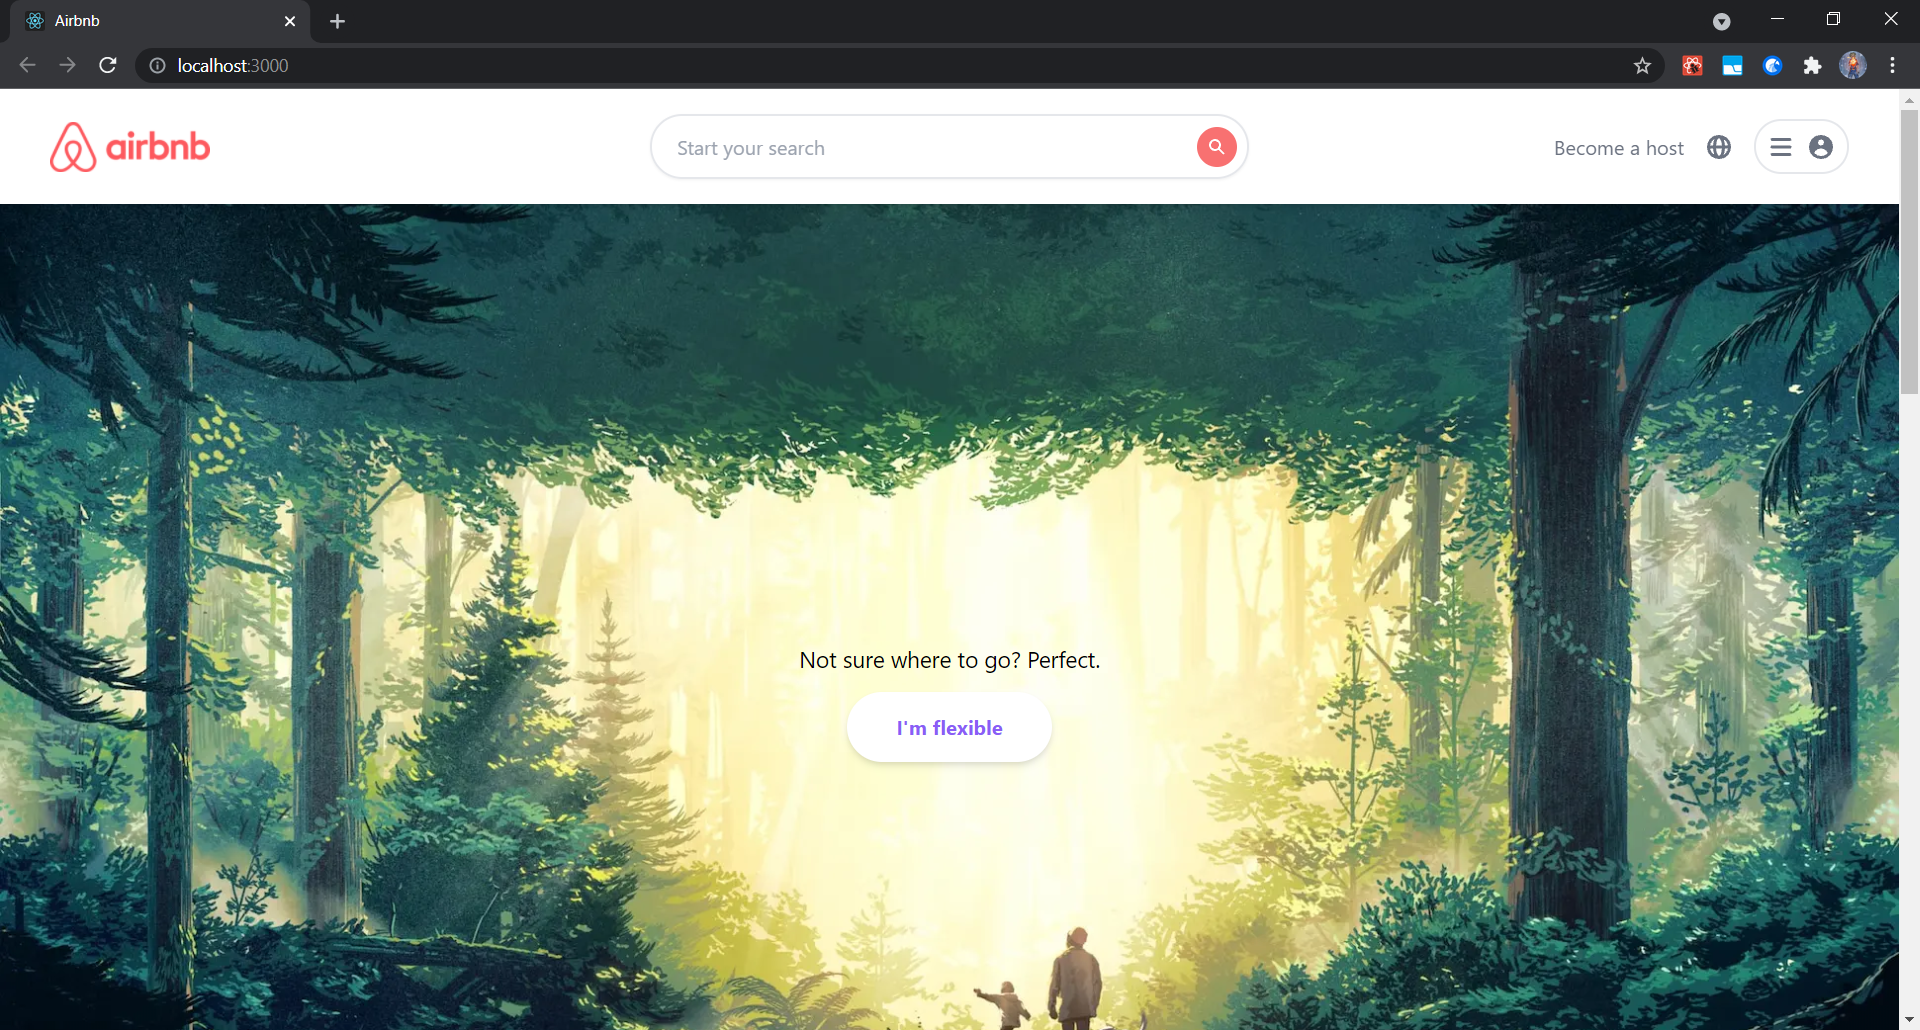 Airbnb
localhost:3000
airbnb
Start your search
Become a host
Not sure where to go? Perfect.
I'm flexible